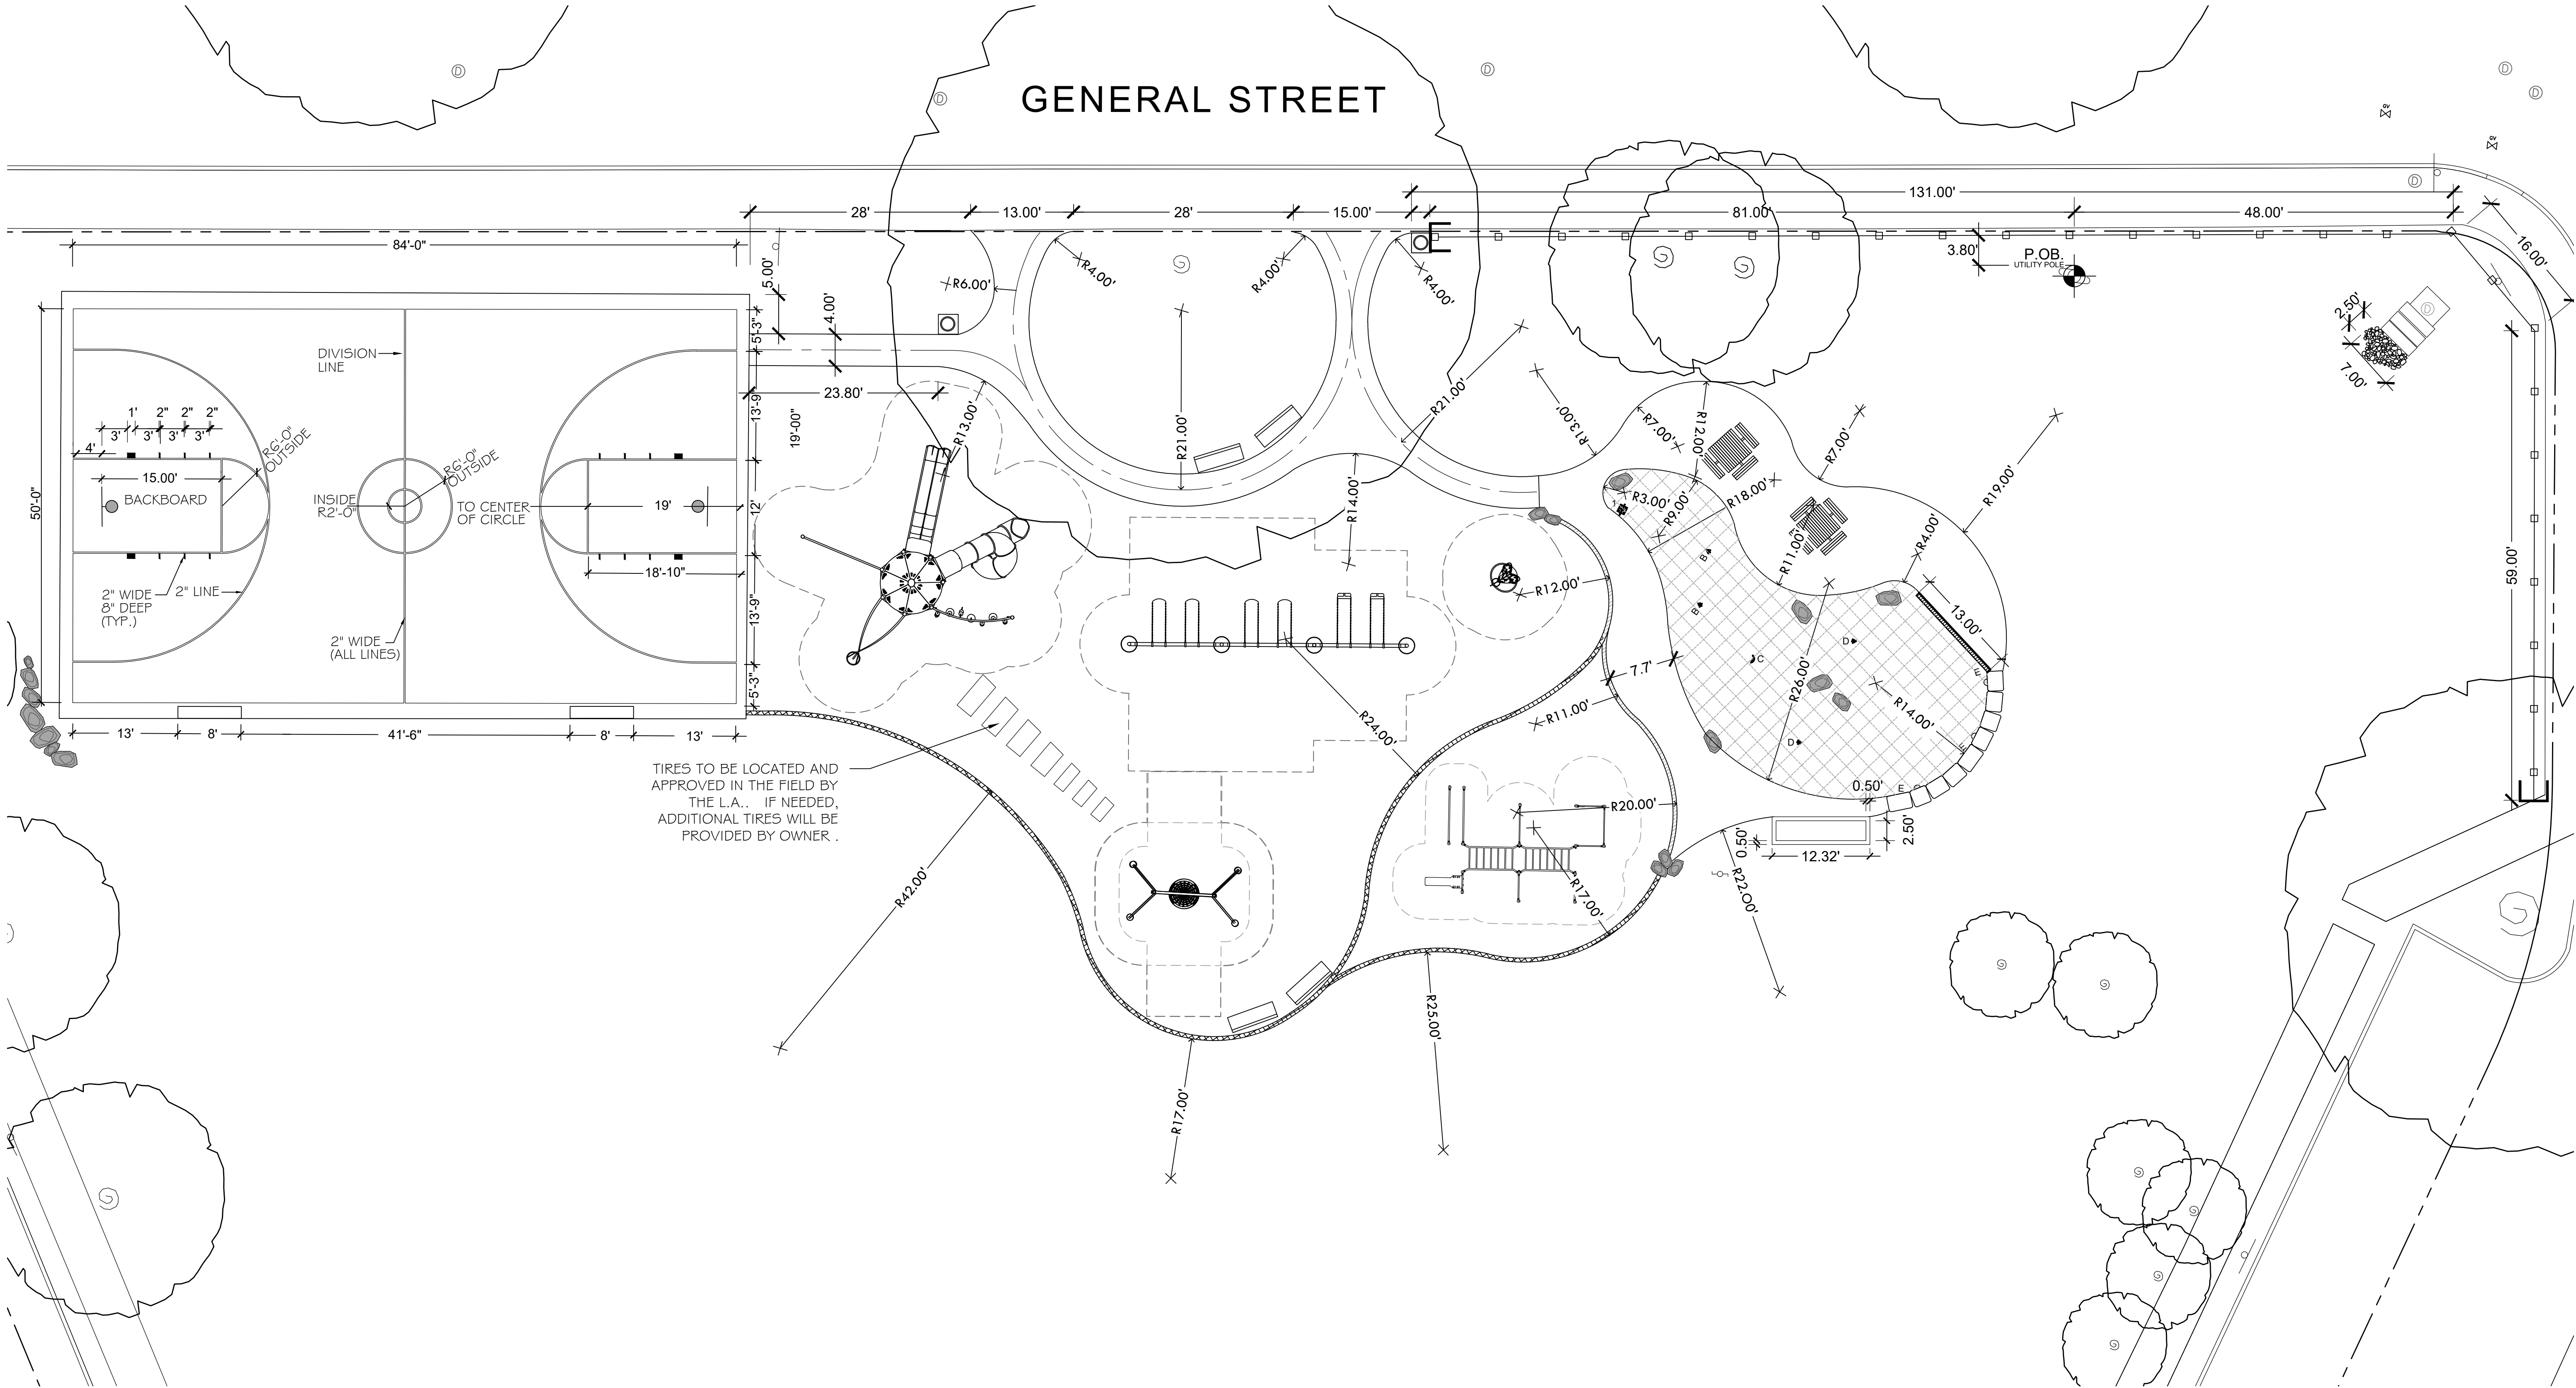 GENERAL STREET
131.00'
28'
13.00'
28'
15.00'
81.00'
48.00'
84'-0"
5.00'
4.00'
R6.00'
R4.00'
R4.00'
R4.00'
3.80'
P.OB.
UTILITY POLE
16.00'
2.50'
7.00'
59.00'
50'-0"
DIVISION
LINE
1'
2"
2"
2"
3'
3'
3'
3'
4'
15.00'
BACKBOARD
R6'-0"
OUTSIDE
R6'-0"
OUTSIDE
INSIDE
R2'-0"
TO CENTER
OF CIRCLE
19'
18'-10"
2" WIDE
8" DEEP
(TYP.)
2" LINE
2" WIDE
(ALL LINES)
13'
8'
41'-6"
8'
13'
5'-3"
13'-9"
12'
13'-9"
5'-3"
19'-00"
23.80'
R13.00'
R21.00'
R21.00'
R14.00'
R13.00'
R7.00'
R12.00'
R7.00'
R19.00'
R3.00'
R9.00'
R18.00'
R11.00'
R4.00'
13.00'
R12.00'
7.7'
R11.00'
R26.00'
R14.00'
B
B
C
D
D
E
E
E
R24.00'
R20.00'
R17.00'
0.50'
0.50'
2.50'
12.32'
R22.00'
TIRES TO BE LOCATED AND
APPROVED IN THE FIELD BY
THE L.A.. IF NEEDED,
ADDITIONAL TIRES WILL BE
PROVIDED BY OWNER .
R42.00'
R17.00'
R25.00'
D
D
D
D
D
D
D
GV
GV